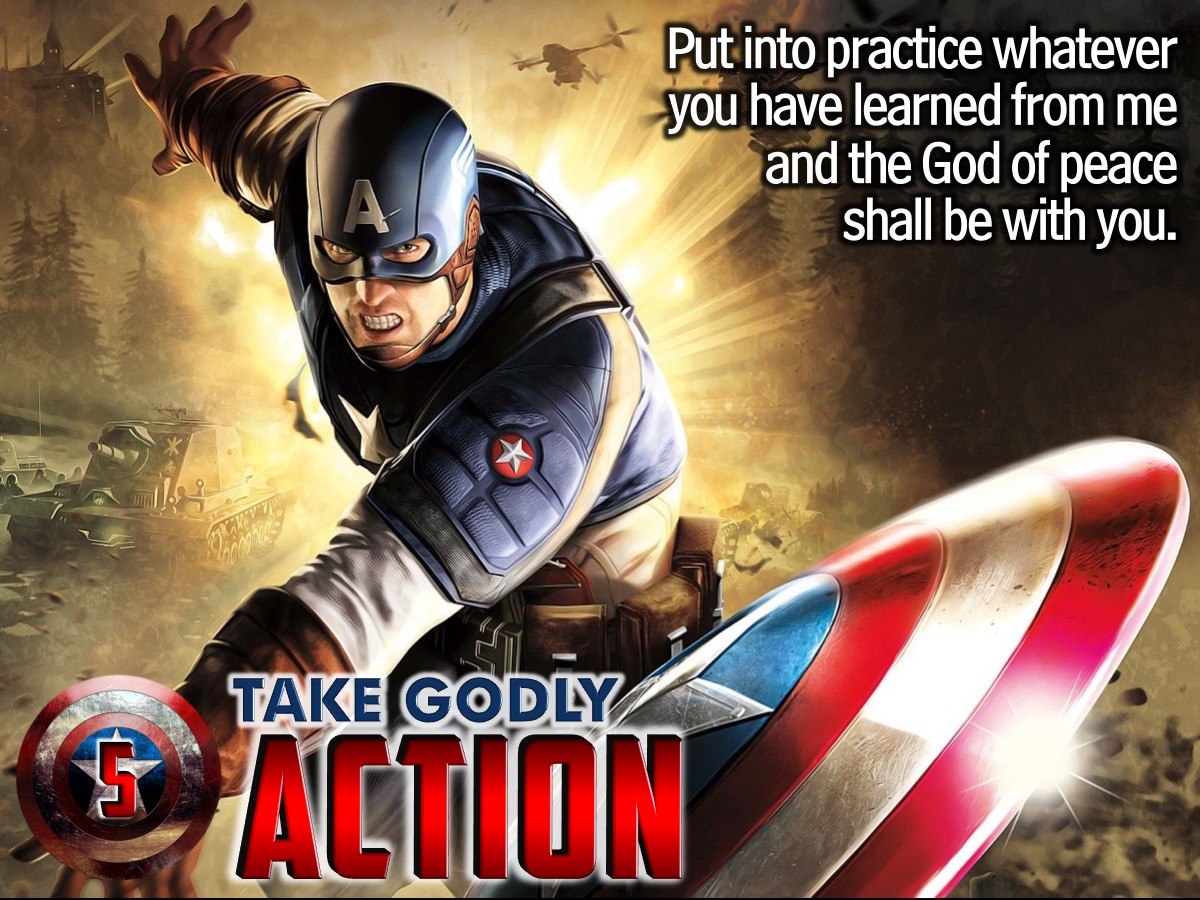 Put into practice whatever
you have learned from me
and the God of peace
shall be with you.
A
TAKE GODLY
5
ACTION